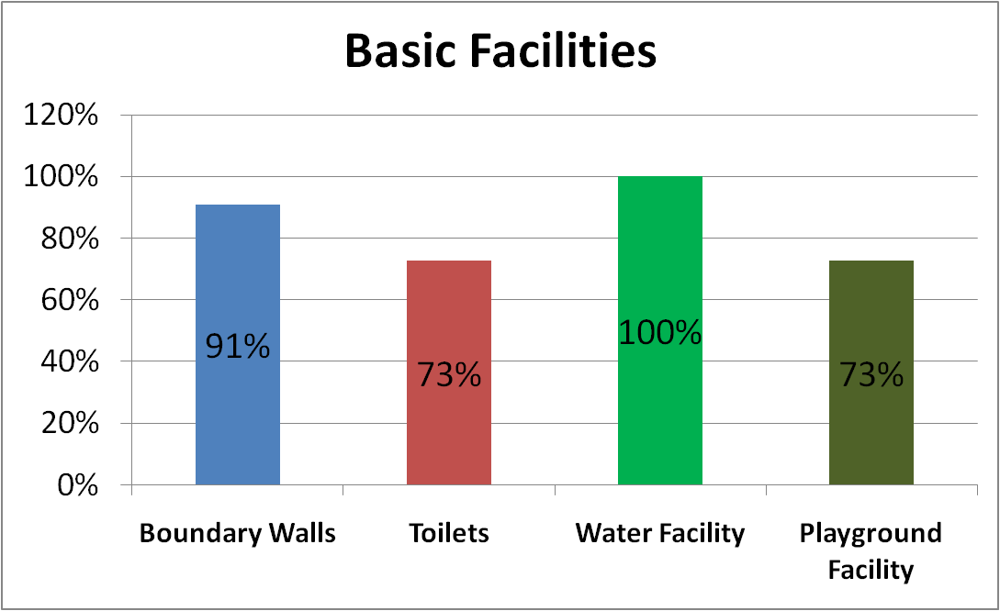 Basic Facilities
120%
100%
80%
60%
40%
20%
0%
91%
73%
100%
73%
Boundary Walls
Toilets
Water Facility
Playground
Facility